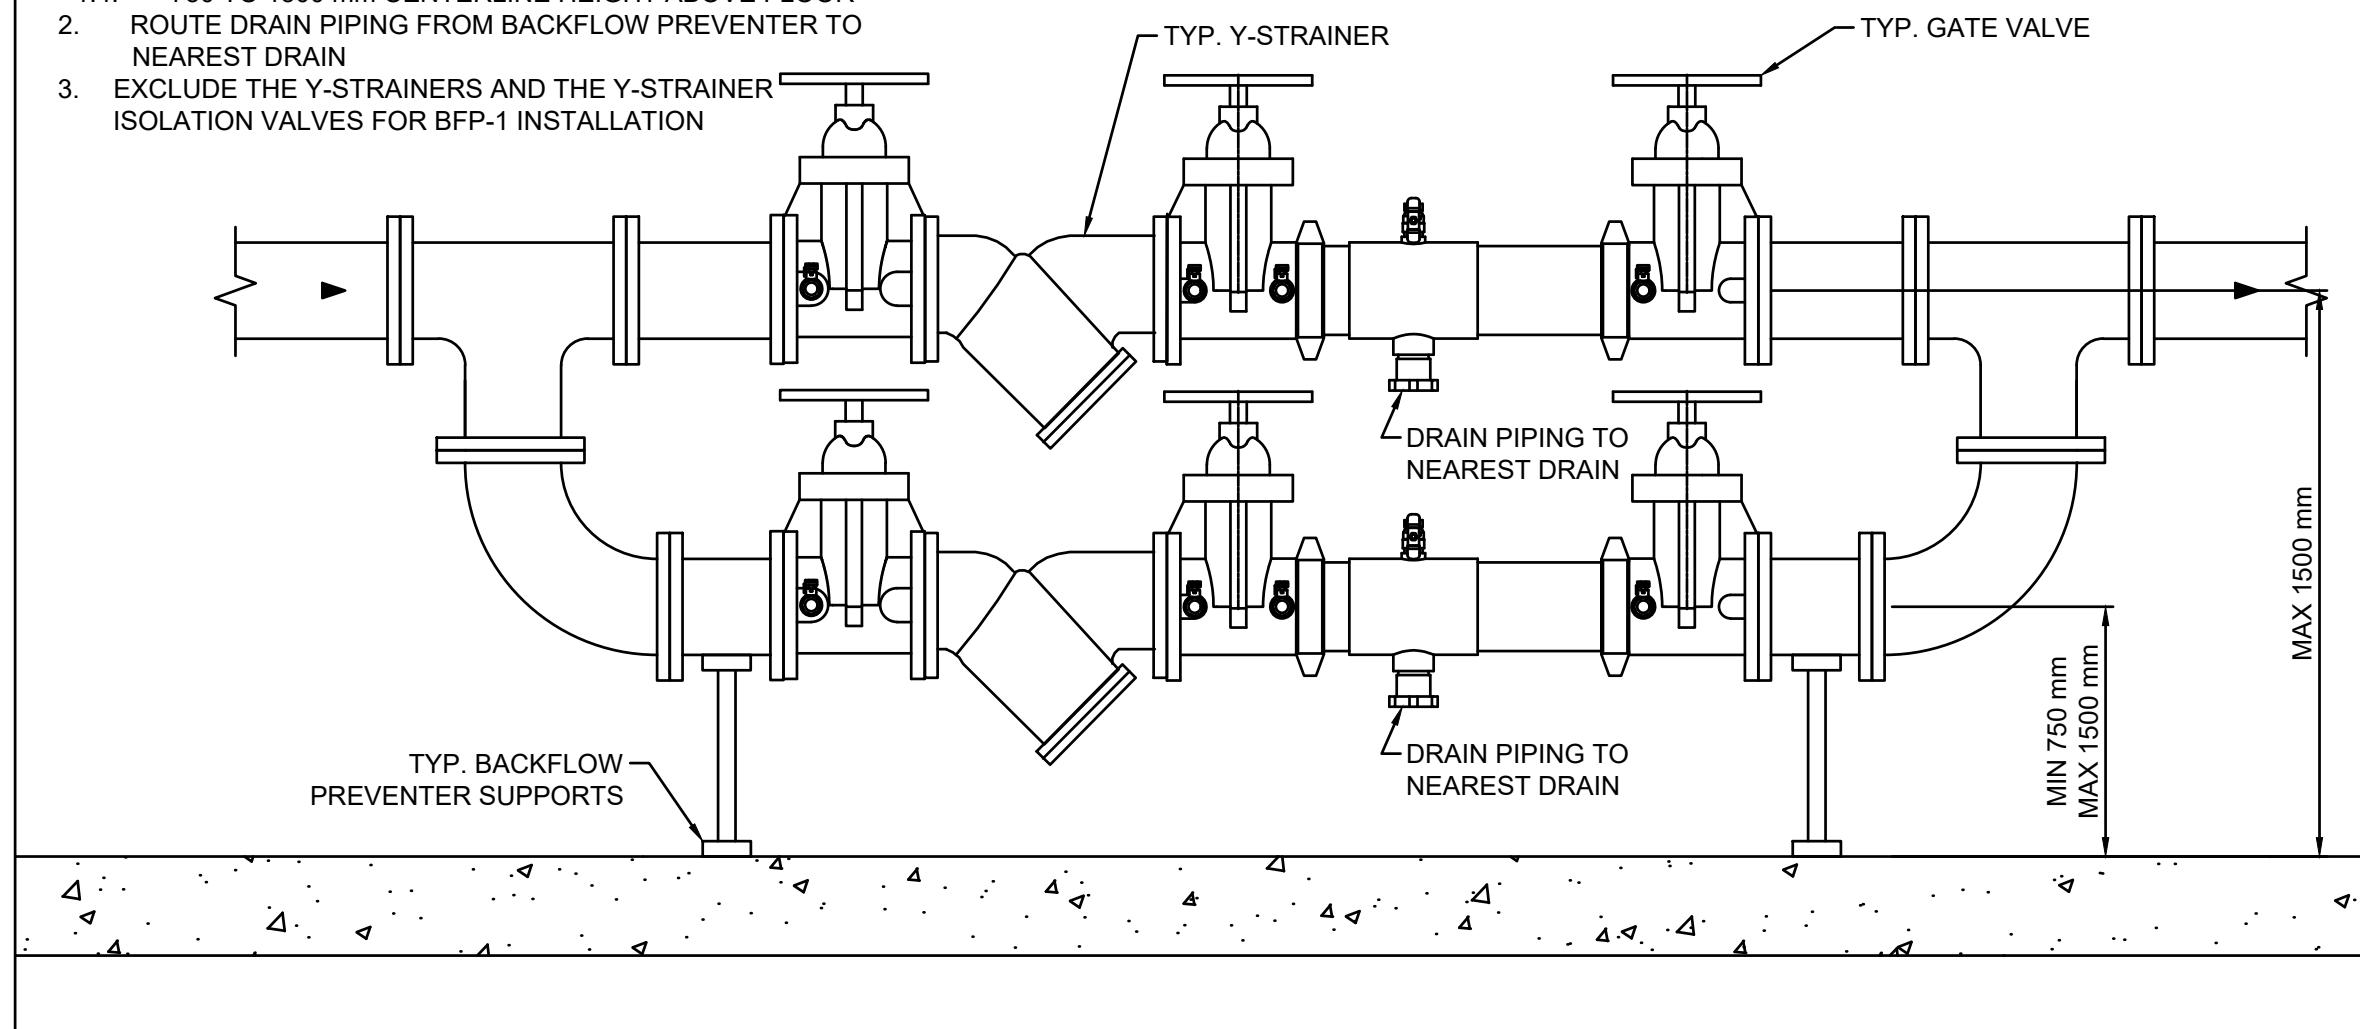 2. ROUTE DRAIN PIPING FROM BACKFLOW PREVENTER TO
NEAREST DRAIN
3. EXCLUDE THE Y-STRAINERS AND THE Y-STRAINER
ISOLATION VALVES FOR BFP-1 INSTALLATION
TYP. Y-STRAINER
TYP. GATE VALVE
DRAIN PIPING TO
NEAREST DRAIN
MAX 1500 mm
MIN 750 mm
MAX 1500 mm
TYP. BACKFLOW
PREVENTER SUPPORTS
DRAIN PIPING TO
NEAREST DRAIN